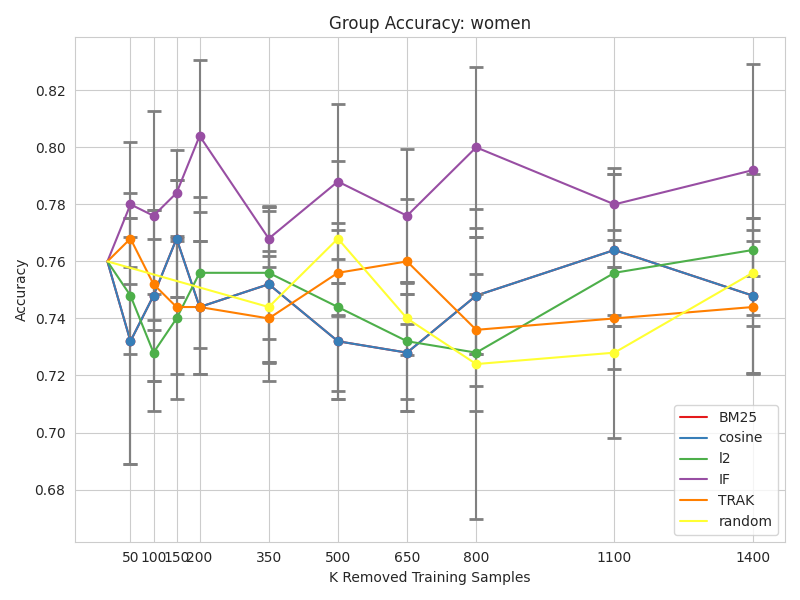 Group Accuracy: women
Accuracy
0.82
0.80
0.78
0.76
0.74
0.72
0.70
0.68
50 100 150 200 350 500 650 800 1100 1400
K Removed Training Samples
BM25
cosine
l2
IF
TRAK
random